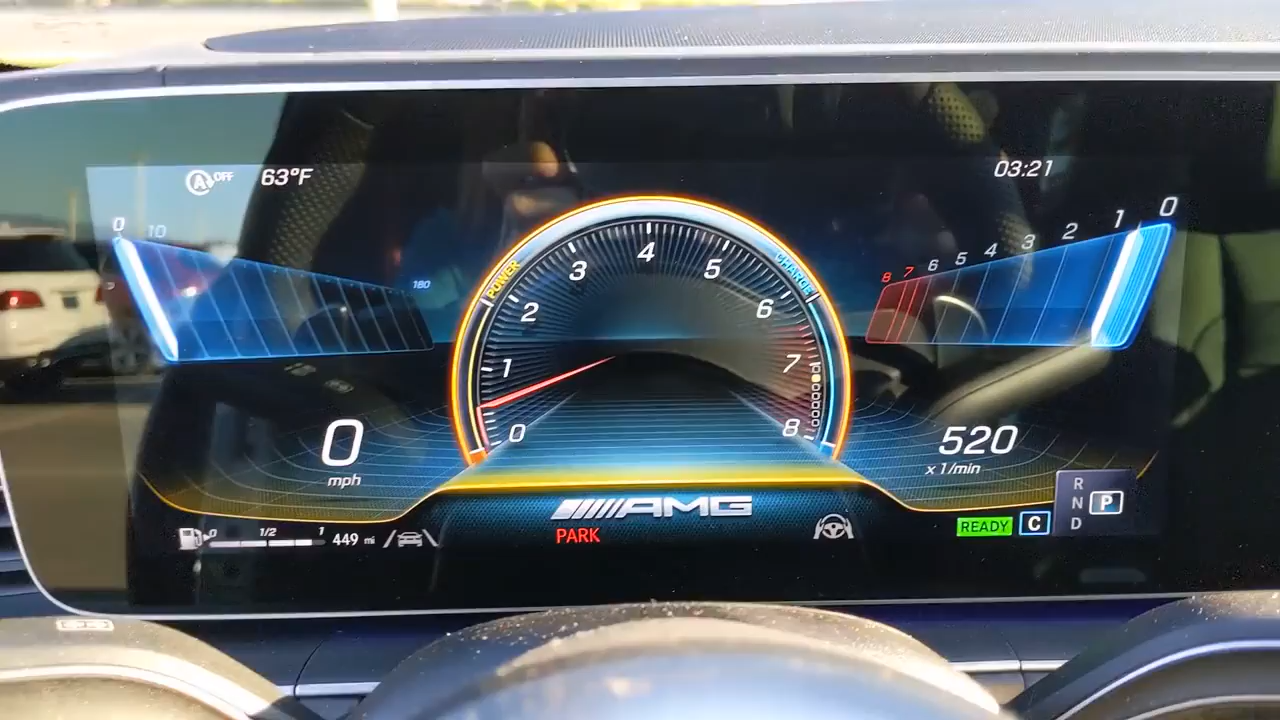 A OFF 63°F 03:21
0 10 180
POWER CHARGE
0 1 2 3 4 5 6 7 8
8 7 6 5 4 3 2 1 0
0
mph
520
x 1/min
AMG
PARK
0 1/2 1 449 mi
READY C
R
N P
D